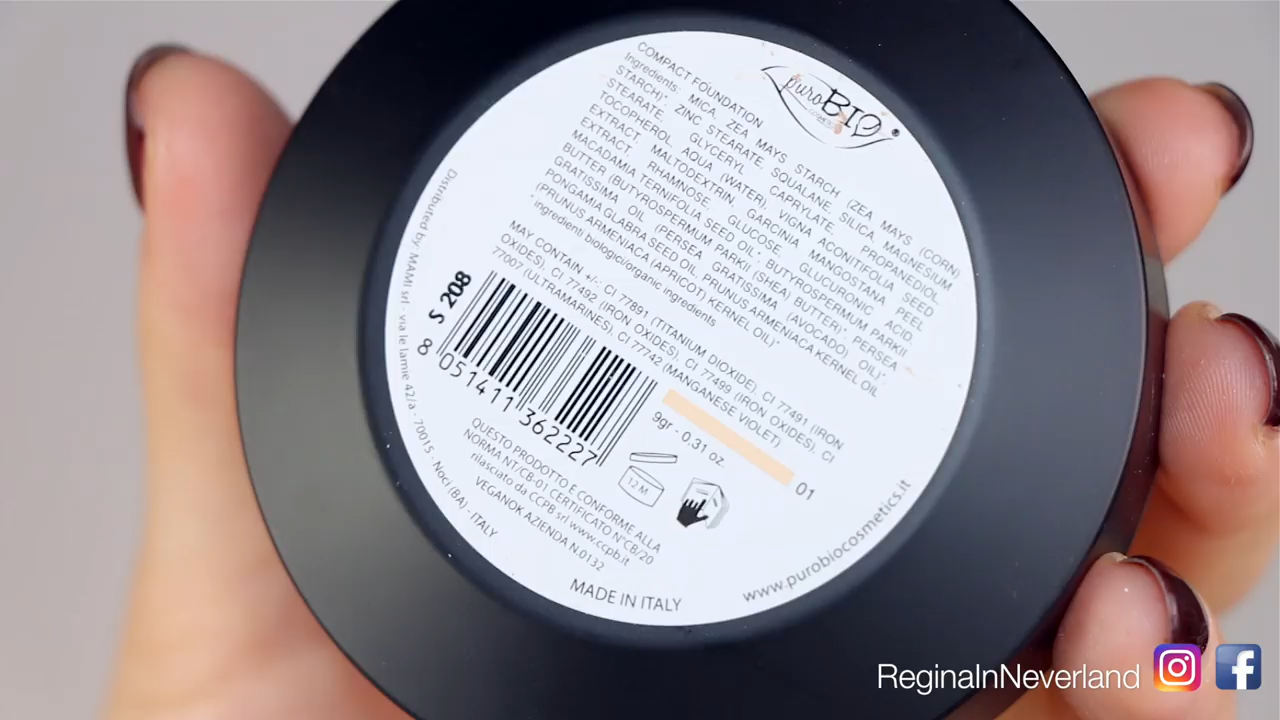 puro BIO
COMPACT FOUNDATION
Ingredients: MICA, ZEA MAYS STARCH (ZEA MAYS (CORN)
STARCH)*, ZINC STEARATE, SQUALANE, SILICA, MAGNESIUM
STEARATE, GLYCERYL CAPRYLATE, PROPANEDIOL,
TOCOPHEROL, AQUA (WATER), VIGNA ACONITIFOLIA SEED
EXTRACT, MALTODEXTRIN, GARCINIA MANGOSTANA PEEL
EXTRACT*, RHAMNOSE, GLUCOSE, GLUCURONIC ACID,
MACADAMIA TERNIFOLIA SEED OIL*, BUTYROSPERMUM PARKII
BUTTER (BUTYROSPERMUM PARKII (SHEA) BUTTER)*, PERSEA
GRATISSIMA OIL (PERSEA GRATISSIMA (AVOCADO) OIL)*,
PONGAMIA GLABRA SEED OIL, PRUNUS ARMENIACA KERNEL OIL
(PRUNUS ARMENIACA (APRICOT) KERNEL OIL)*
* ingredienti biologici/organic ingredients
MAY CONTAIN +/-: CI 77891 (TITANIUM DIOXIDE), CI 77491 (IRON
OXIDES), CI 77492 (IRON OXIDES), CI 77499 (IRON OXIDES), CI
77007 (ULTRAMARINES), CI 77742 (MANGANESE VIOLET)
S 208
8 051411 362227
9gr - 0.31 oz.
01
12 M
QUESTO PRODOTTO È CONFORME ALLA
NORMA NT/CB-01 CERTIFICATO N°CB/20
rilasciato da CCPB srl www.ccpb.it
VEGANOK AZIENDA N.0132
MADE IN ITALY
Distributed by: MAMI srl - via le lamie 42/a - 70015 - Noci (BA) - ITALY
www.purobiocosmetics.it
ReginaInNeverland